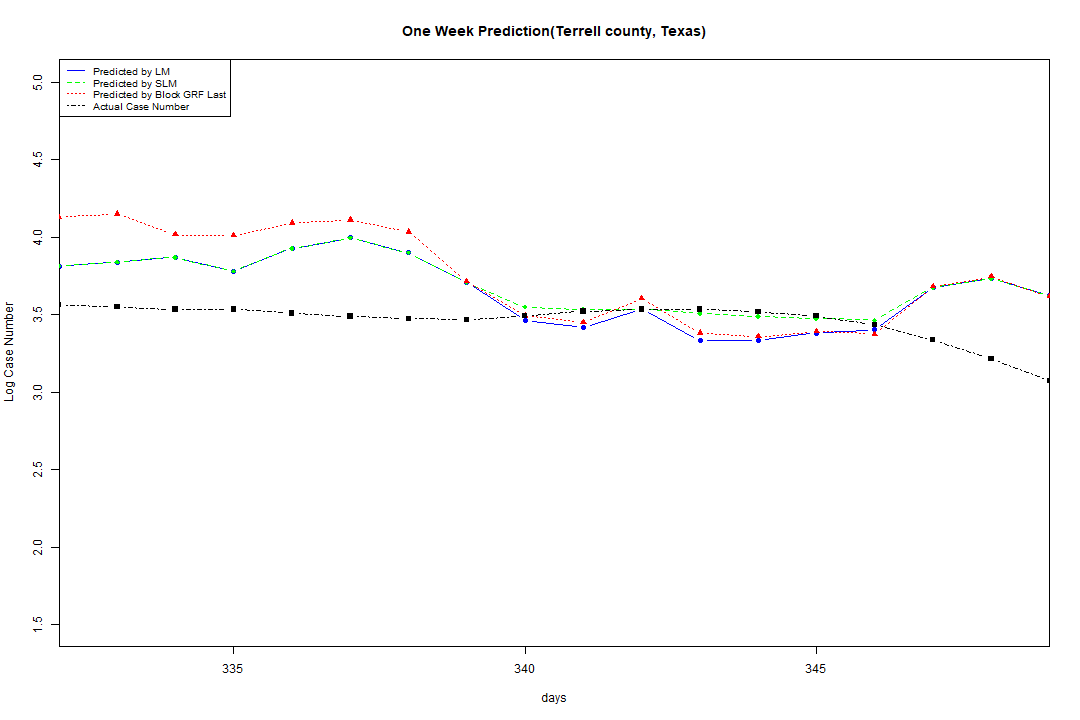 One Week Prediction(Terrell county, Texas)
Predicted by LM
Predicted by SLM
Predicted by Block GRF Last
Actual Case Number
5.0
4.5
4.0
3.5
3.0
2.5
2.0
1.5
Log Case Number
335 340 345
days